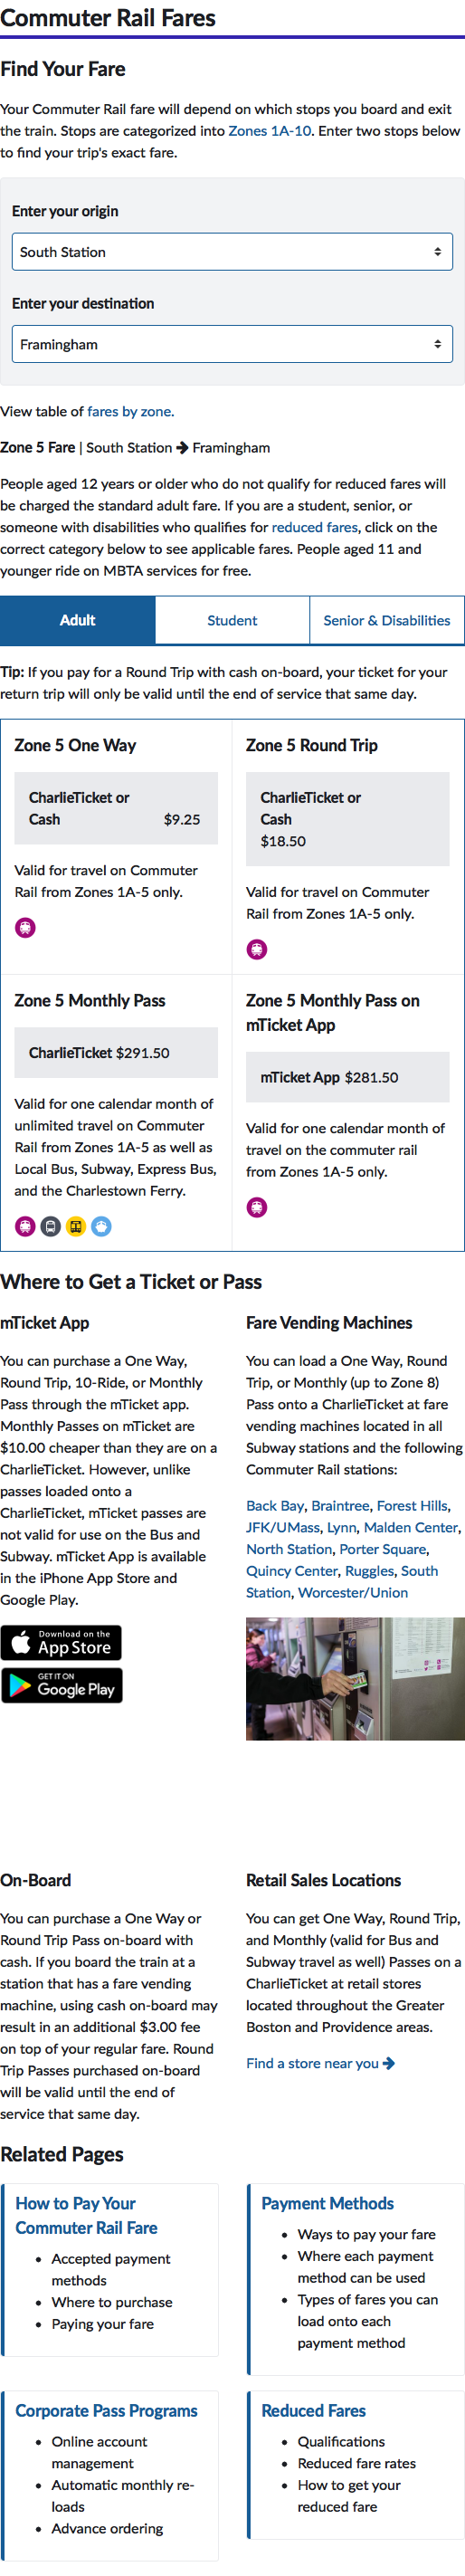 Commuter Rail Fares
Find Your Fare
Your Commuter Rail fare will depend on which stops you board and exit
the train. Stops are categorized into Zones 1A-10. Enter two stops below
to find your trip's exact fare.
Enter your origin
South Station
Enter your destination
Framingham
View table of fares by zone.
Zone 5 Fare | South Station → Framingham
People aged 12 years or older who do not qualify for reduced fares will
be charged the standard adult fare. If you are a student, senior, or
someone with disabilities who qualifies for reduced fares, click on the
correct category below to see applicable fares. People aged 11 and
younger ride on MBTA services for free.
Adult
Student
Senior & Disabilities
Tip: If you pay for a Round Trip with cash on-board, your ticket for your
return trip will only be valid until the end of service that same day.
Zone 5 One Way
CharlieTicket or
Cash $9.25
Valid for travel on Commuter
Rail from Zones 1A-5 only.
Zone 5 Round Trip
CharlieTicket or
Cash
$18.50
Valid for travel on Commuter
Rail from Zones 1A-5 only.
Zone 5 Monthly Pass
CharlieTicket $291.50
Valid for one calendar month of
unlimited travel on Commuter
Rail from Zones 1A-5 as well as
Local Bus, Subway, Express Bus,
and the Charlestown Ferry.
Zone 5 Monthly Pass on
mTicket App
mTicket App $281.50
Valid for one calendar month of
travel on the commuter rail
from Zones 1A-5 only.
Where to Get a Ticket or Pass
mTicket App
You can purchase a One Way,
Round Trip, 10-Ride, or Monthly
Pass through the mTicket app.
Monthly Passes on mTicket are
$10.00 cheaper than they are on a
CharlieTicket. However, unlike
passes loaded onto a
CharlieTicket, mTicket passes are
not valid for use on the Bus and
Subway. mTicket App is available
in the iPhone App Store and
Google Play.
Download on the
App Store
GET IT ON
Google Play
Fare Vending Machines
You can load a One Way, Round
Trip, or Monthly (up to Zone 8)
Pass onto a CharlieTicket at fare
vending machines located in all
Subway stations and the following
Commuter Rail stations:
Back Bay, Braintree, Forest Hills,
JFK/UMass, Lynn, Malden Center,
North Station, Porter Square,
Quincy Center, Ruggles, South
Station, Worcester/Union
On-Board
You can purchase a One Way or
Round Trip Pass on-board with
cash. If you board the train at a
station that has a fare vending
machine, using cash on-board may
result in an additional $3.00 fee
on top of your regular fare. Round
Trip Passes purchased on-board
will be valid until the end of
service that same day.
Retail Sales Locations
You can get One Way, Round Trip,
and Monthly (valid for Bus and
Subway travel as well) Passes on a
CharlieTicket at retail stores
located throughout the Greater
Boston and Providence areas.
Find a store near you →
Related Pages
How to Pay Your
Commuter Rail Fare
• Accepted payment
methods
• Where to purchase
• Paying your fare
Payment Methods
• Ways to pay your fare
• Where each payment
method can be used
• Types of fares you can
load onto each
payment method
Corporate Pass Programs
• Online account
management
• Automatic monthly re-
loads
• Advance ordering
Reduced Fares
• Qualifications
• Reduced fare rates
• How to get your
reduced fare